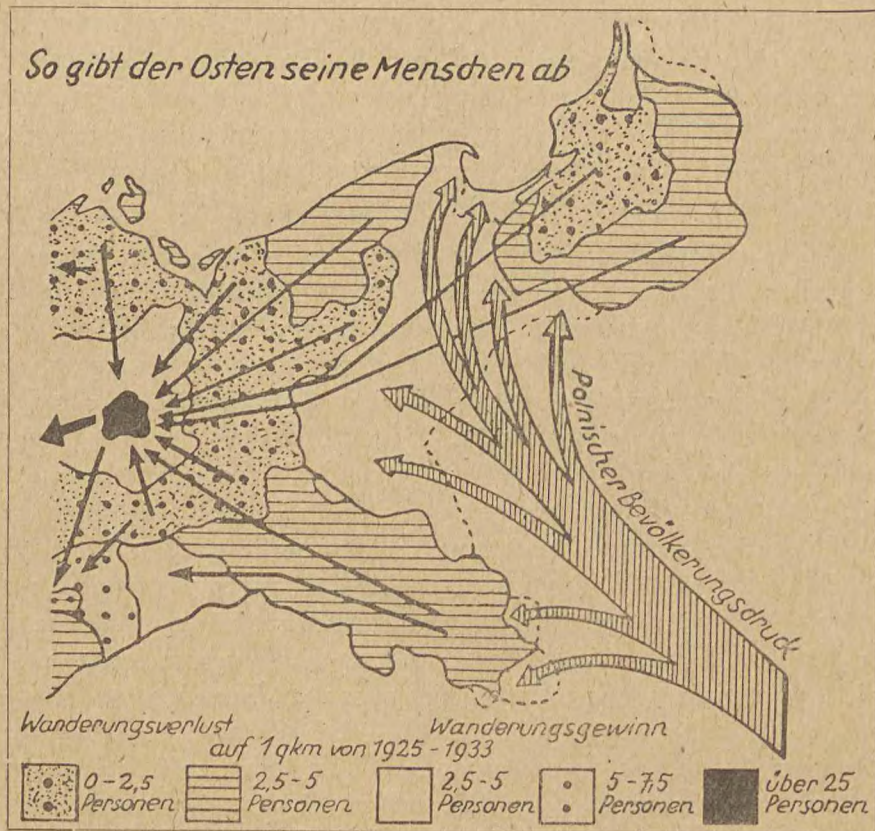 So gibt der Osten seine Menschen ab
Polnischer Bevölkerungsdruck
Wanderungsverlust
Wanderungsgewinn
auf 1 qkm von 1925 - 1933
0-2,5
Personen
2,5-5
Personen
2,5-5
Personen
5-7,5
Personen
über 25
Personen